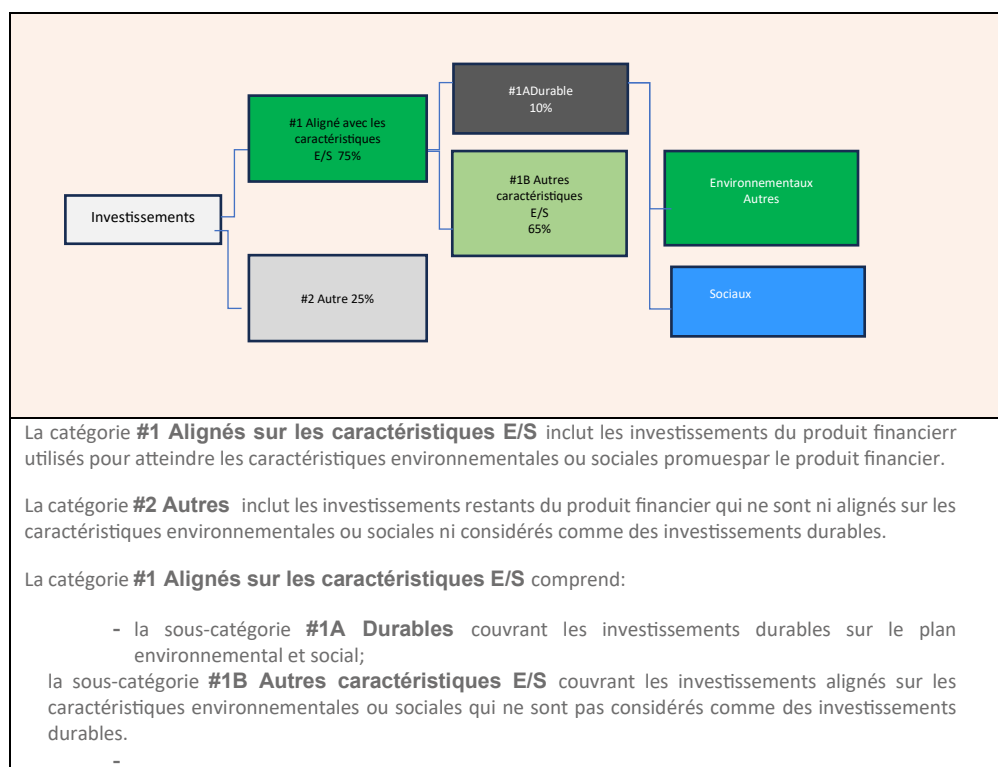 #1ADurable
10%
#1 Aligné avec les
caractéristiques
E/S 75%
#1B Autres
caractéristiques
E/S
65%
Environnementaux
Autres
Investissements
#2 Autre 25%
Sociaux
La catégorie #1 Alignés sur les caractéristiques E/S inclut les investissements du produit financierr
utilisés pour atteindre les caractéristiques environnementales ou sociales promuespar le produit financier.
La catégorie #2 Autres inclut les investissements restants du produit financier qui ne sont ni alignés sur les
caractéristiques environnementales ou sociales ni considérés comme des investissements durables.
La catégorie #1 Alignés sur les caractéristiques E/S comprend:
- la sous-catégorie #1A Durables couvrant les investissements durables sur le plan
environnemental et social;
la sous-catégorie #1B Autres caractéristiques E/S couvrant les investissements alignés sur les
caractéristiques environnementales ou sociales qui ne sont pas considérés comme des investissements
durables.
-